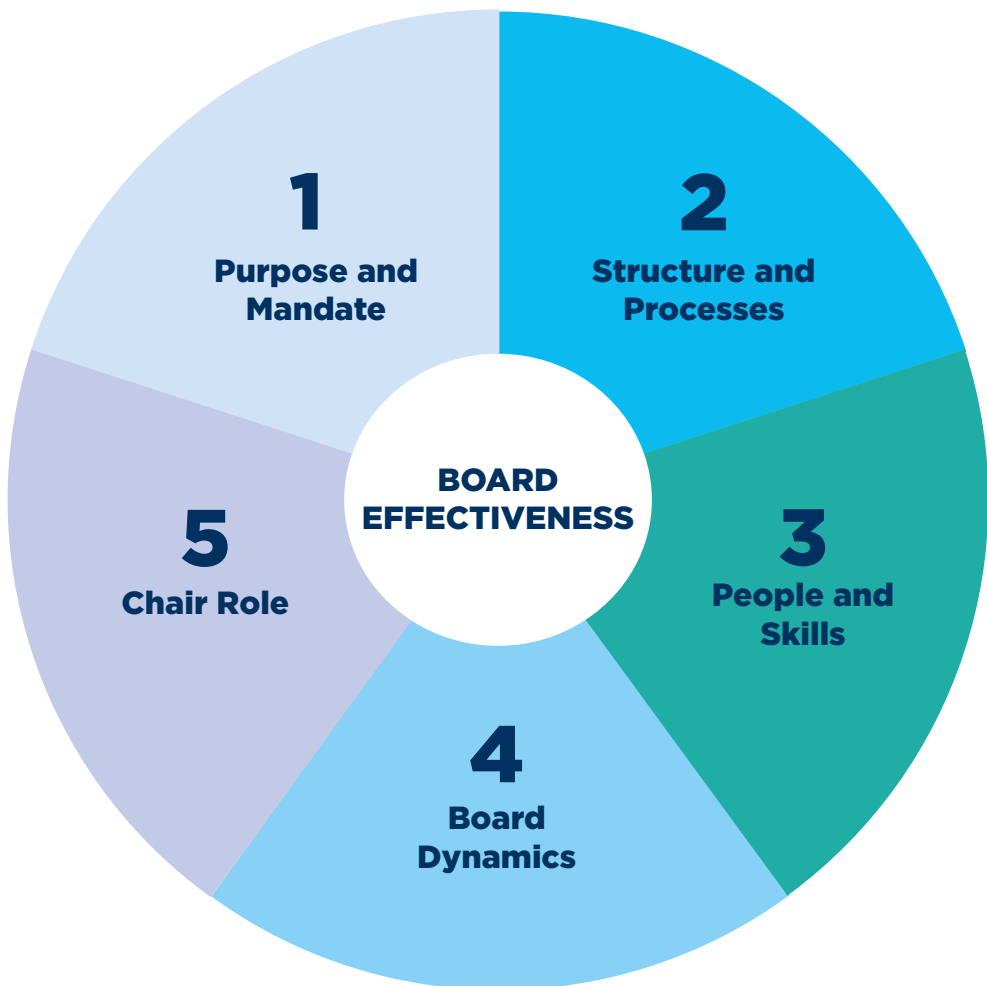 1
Purpose and
Mandate
2
Structure and
Processes
3
People and
Skills
4
Board
Dynamics
5
Chair Role
BOARD
EFFECTIVENESS